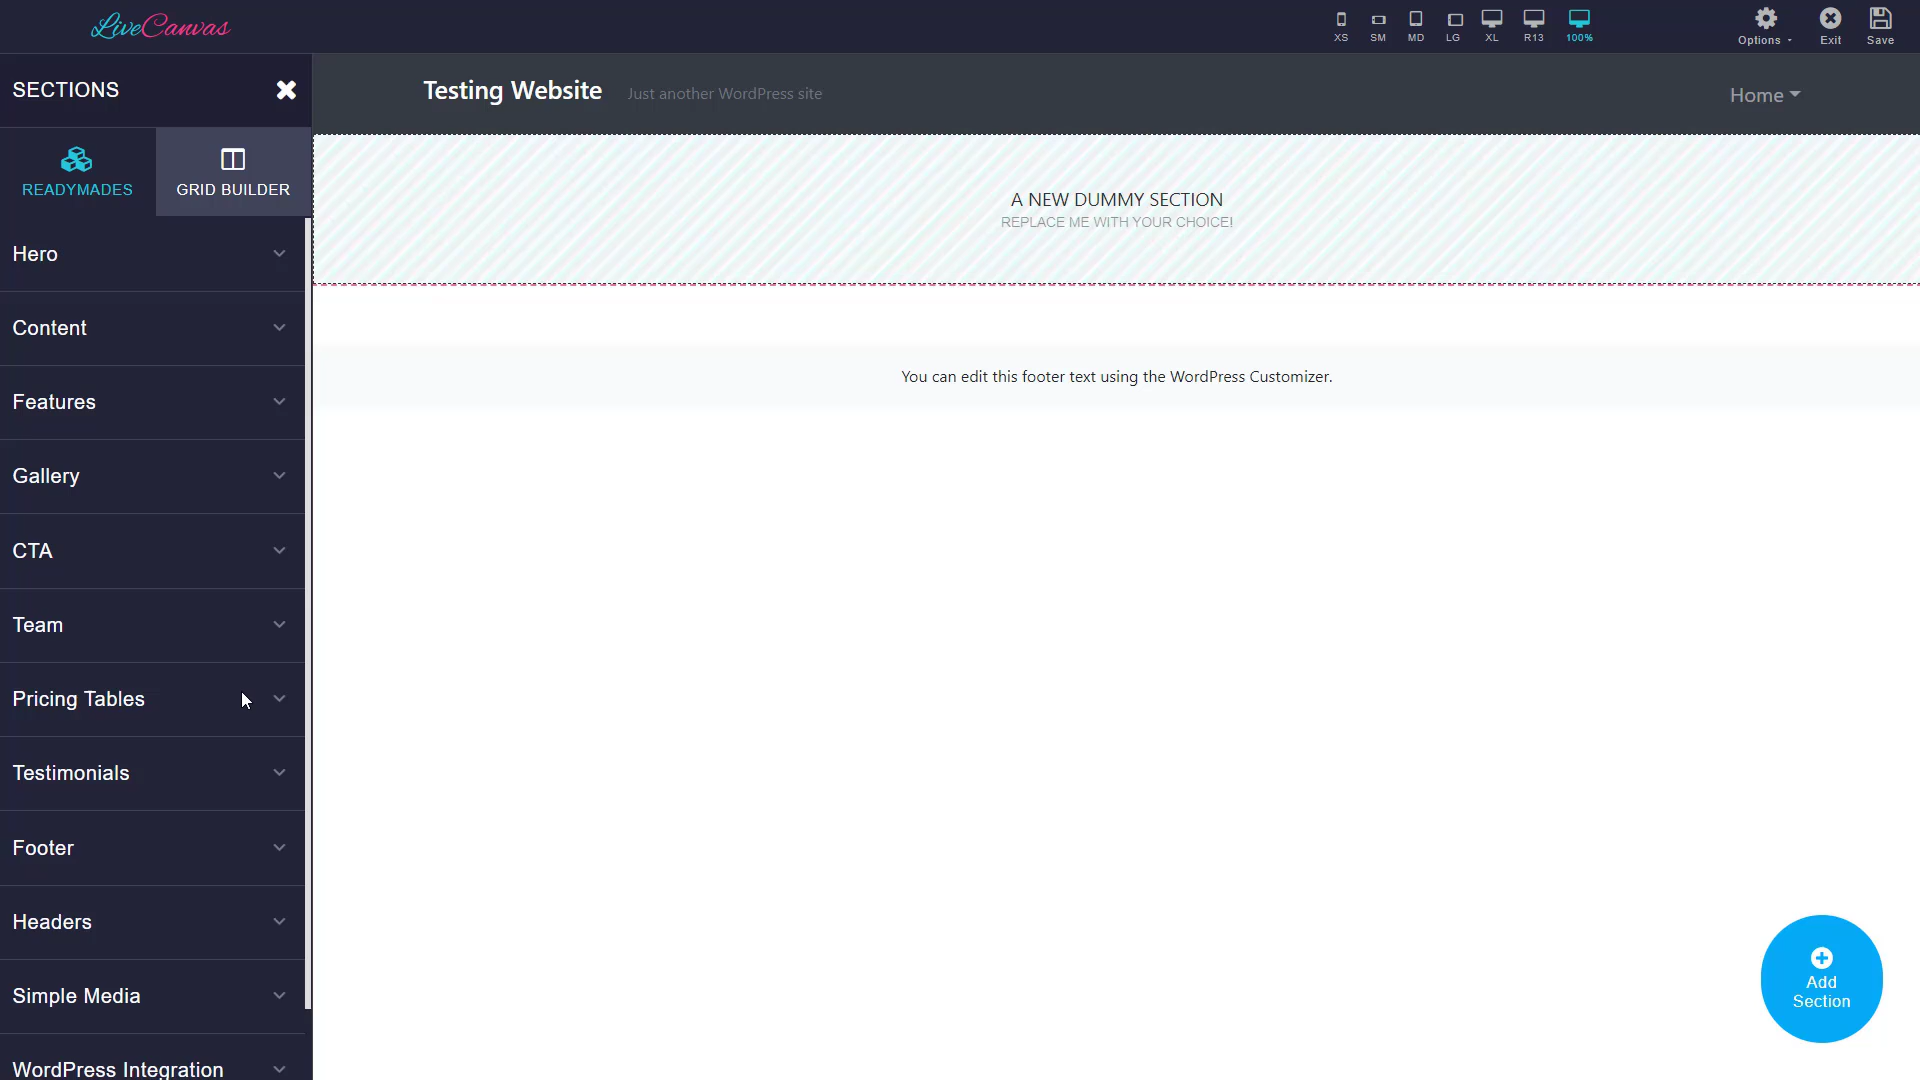 LiveCanvas
XS SM MD LG XL R13 100%
Options Exit Save
SECTIONS
READYMADES
GRID BUILDER
Hero
Content
Features
Gallery
CTA
Team
Pricing Tables
Testimonials
Footer
Headers
Simple Media
WordPress Integration
Testing Website Just another WordPress site
Home
A NEW DUMMY SECTION
REPLACE ME WITH YOUR CHOICE!
You can edit this footer text using the WordPress Customizer.
Add
Section